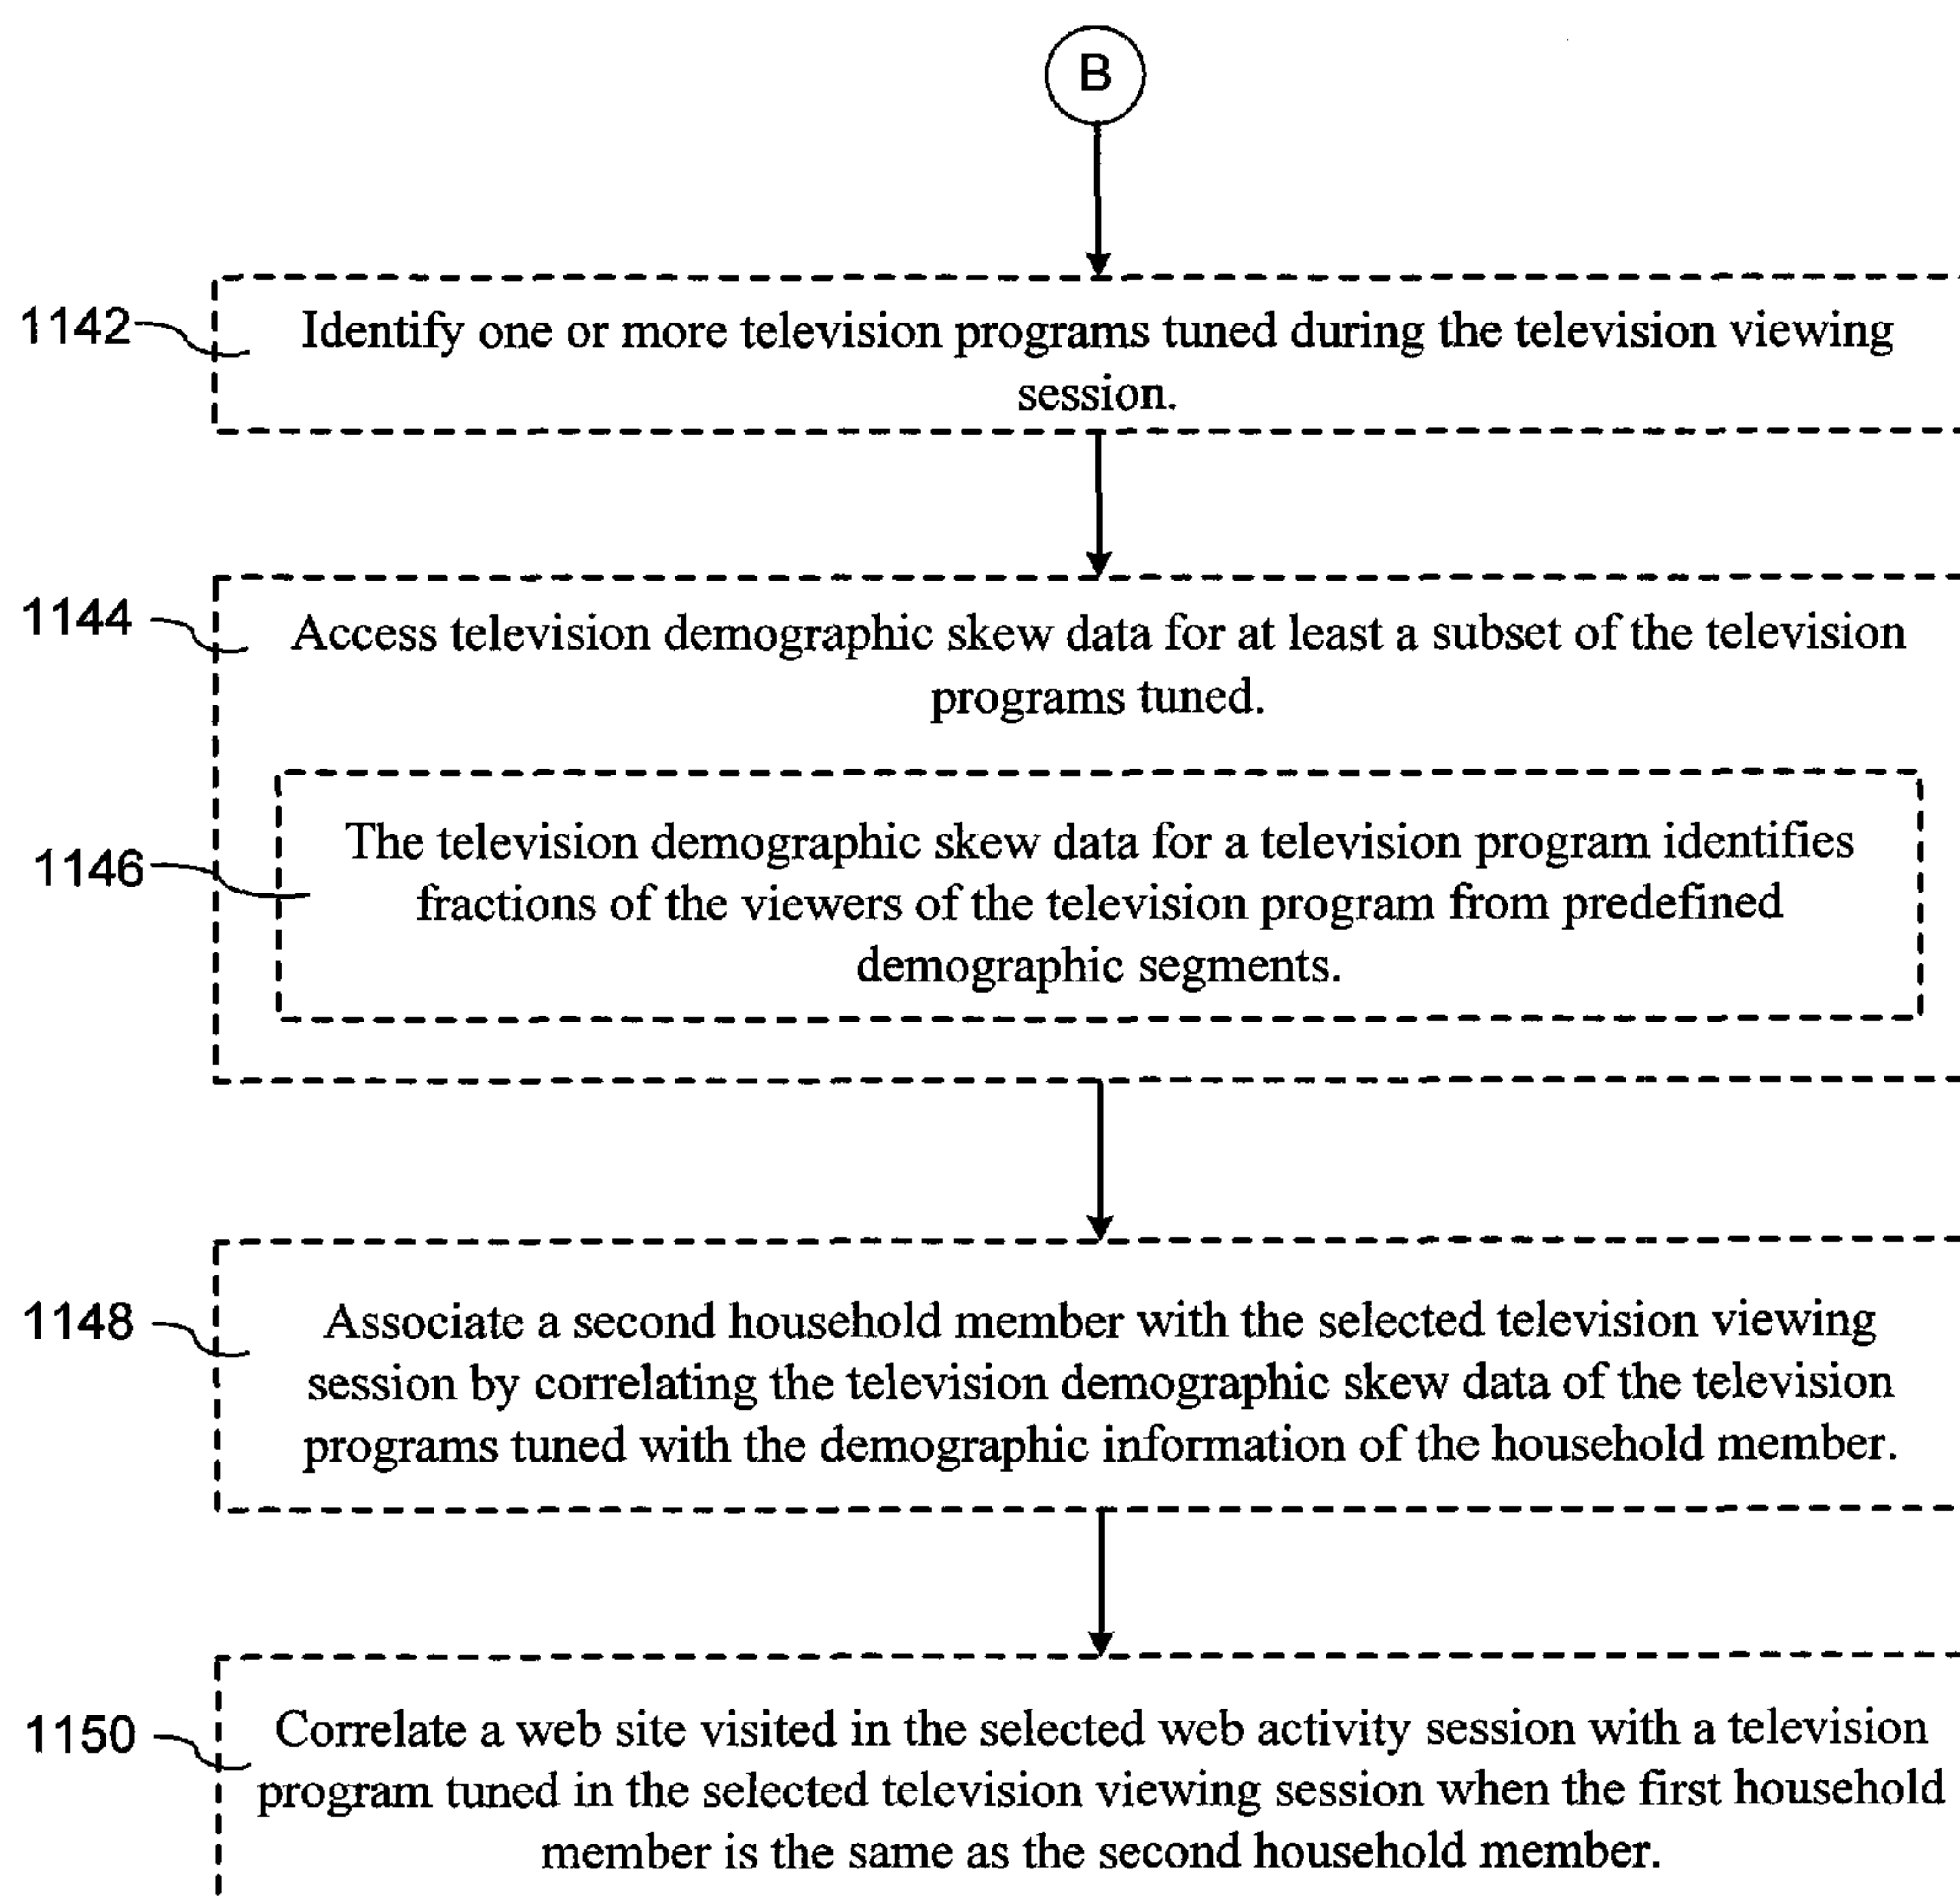 B
1142
Identify one or more television programs tuned during the television viewing
session.
1144
Access television demographic skew data for at least a subset of the television
programs tuned.
1146
The television demographic skew data for a television program identifies
fractions of the viewers of the television program from predefined
demographic segments.
1148
Associate a second household member with the selected television viewing
session by correlating the television demographic skew data of the television
programs tuned with the demographic information of the household member.
1150
Correlate a web site visited in the selected web activity session with a television
program tuned in the selected television viewing session when the first household
member is the same as the second household member.